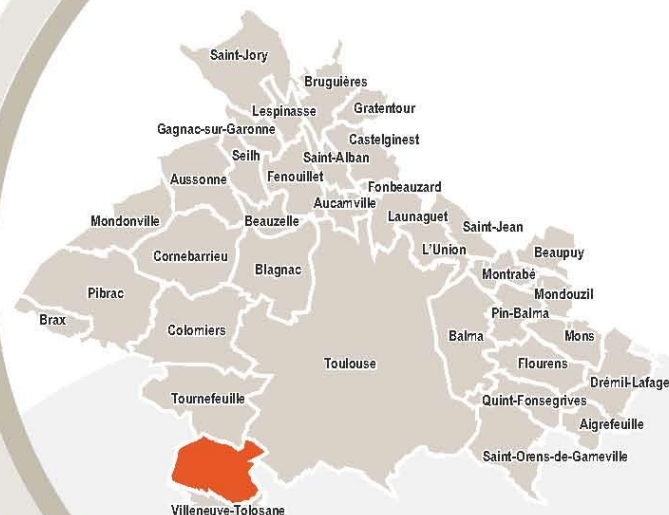 Saint-Jory
Bruguières
Lespinasse
Gratentour
Gagnac-sur-Garonne
Castelginest
Seilh
Saint-Alban
Aussonne
Fenouillet
Fonbeauzard
Aucamville
Launaguet
Mondonville
Beauzelle
Saint-Jean
L'Union
Beaupuy
Cornebarrieu
Blagnac
Montrabé
Pibrac
Mondouzil
Pin-Balma
Brax
Colomiers
Balma
Mons
Toulouse
Flourens
Drémil-Lafage
Tournefeuille
Quint-Fonsegrives
Aigrefeuille
Saint-Orens-de-Gameville
Villeneuve-Tolosane